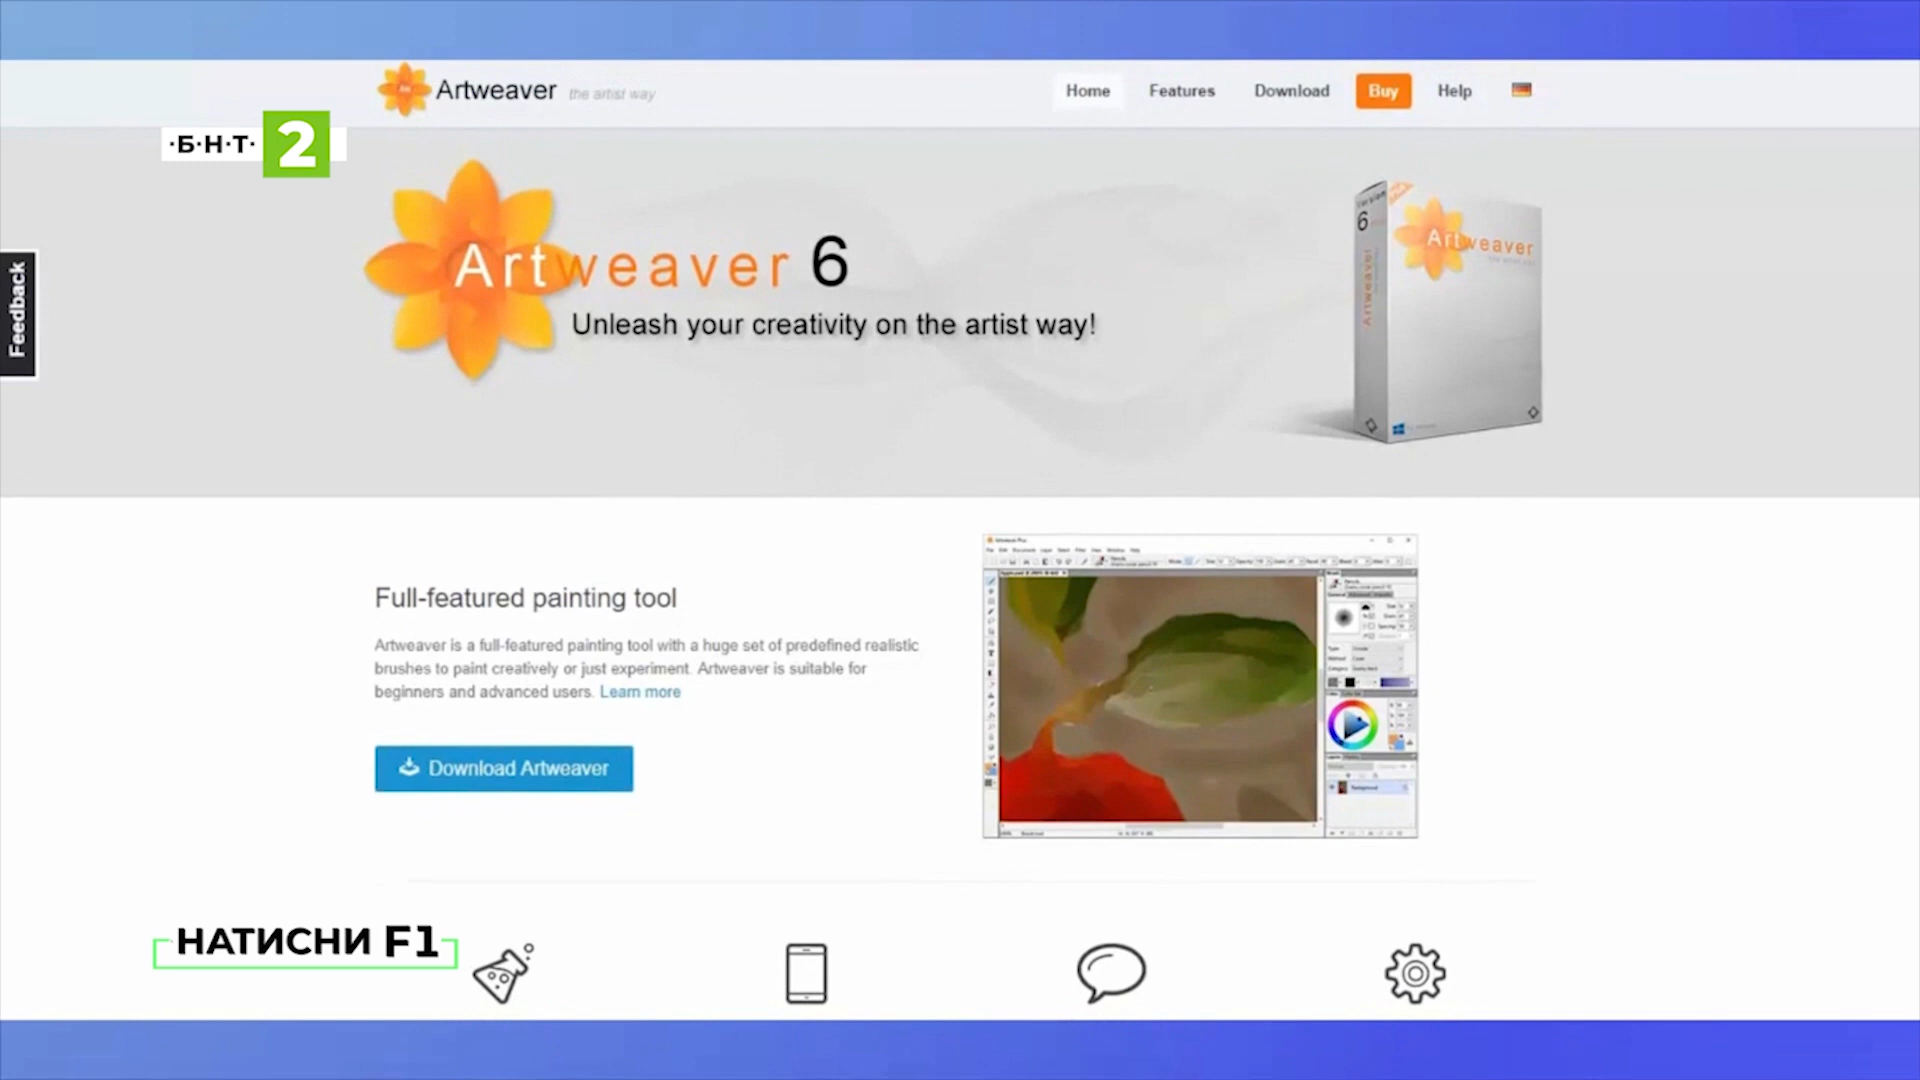 Artweaver the artist way
Home Features Download Buy Help
·Б·Н·Т· 2
Feedback
Artweaver 6
Unleash your creativity on the artist way!
Version
6
Artweaver
Artweaver
Full-featured painting tool
Artweaver is a full-featured painting tool with a huge set of predefined realistic
brushes to paint creatively or just experiment. Artweaver is suitable for
beginners and advanced users. Learn more
Download Artweaver
НАТИСНИ F1